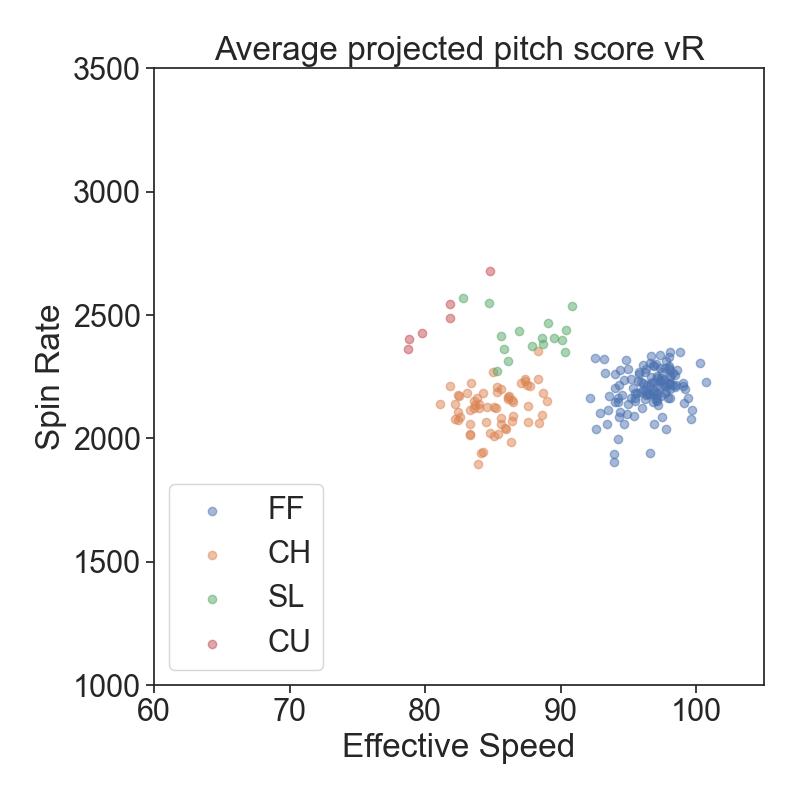 Average projected pitch score vR
3500
3000
2500
2000
1500
1000
Spin Rate
FF
CH
SL
CU
60
70
80
90
100
Effective Speed